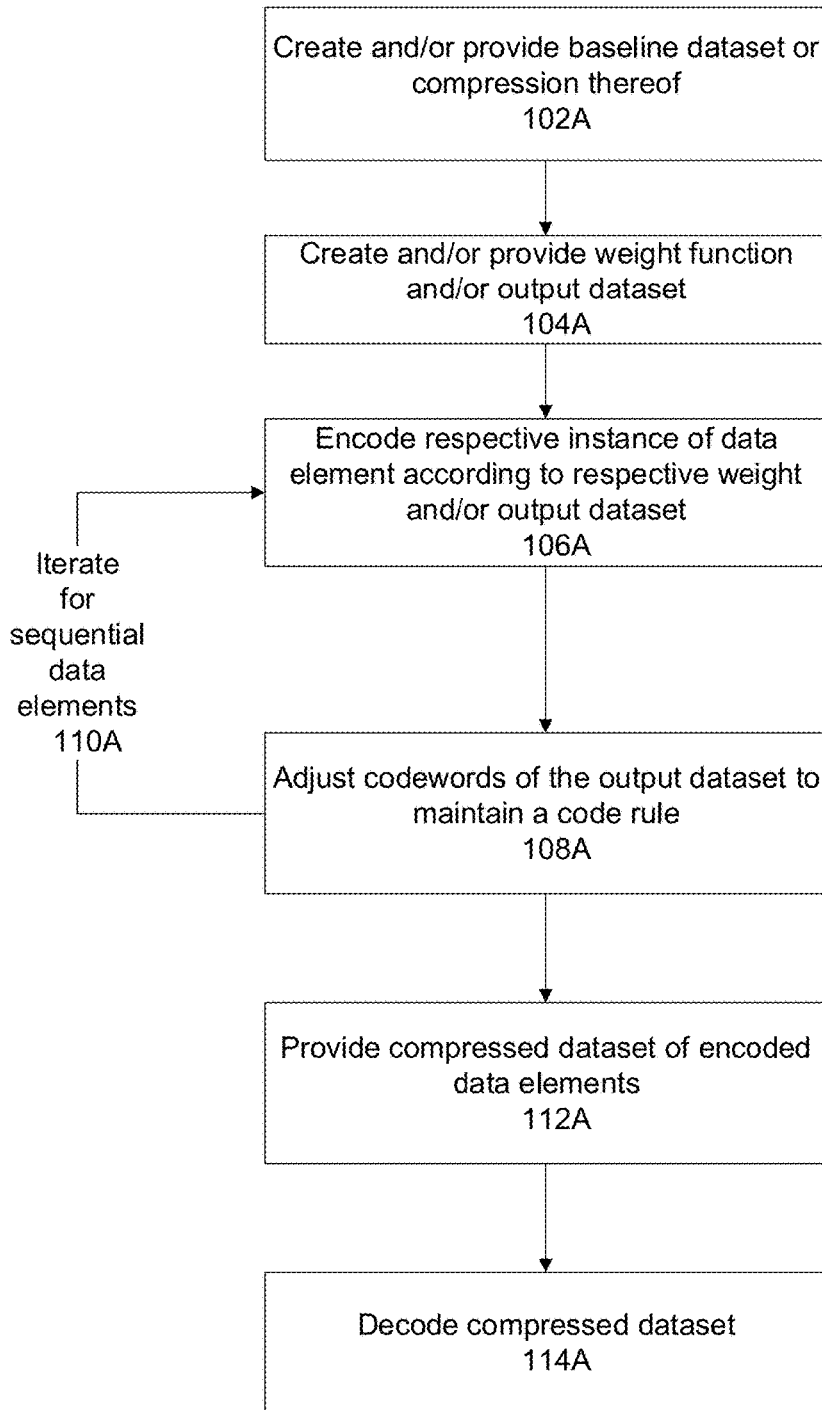 Create and/or provide baseline dataset or
compression thereof
102A
Create and/or provide weight function
and/or output dataset
104A
Encode respective instance of data
element according to respective weight
and/or output dataset
106A
Iterate
for
sequential
data
elements
110A
Adjust codewords of the output dataset to
maintain a code rule
108A
Provide compressed dataset of encoded
data elements
112A
Decode compressed dataset
114A